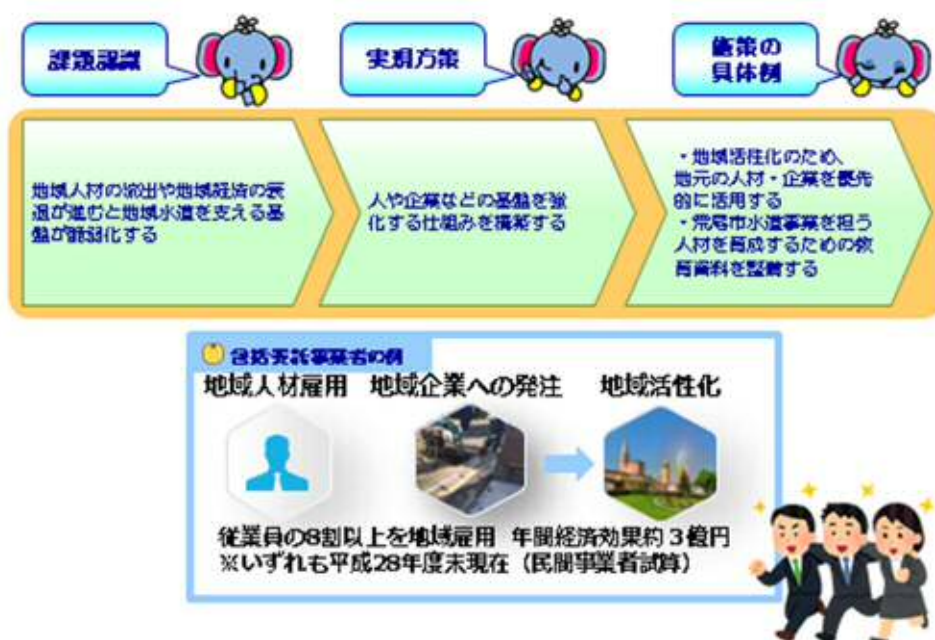 課題認識
実現方策
施策の
具体例
地域人材の流出や地域経済の衰
退が進むと地域水道を支える基
盤が脆弱化する
人や企業などの基盤を強
化する仕組みを構築する
・地域活性化のため、
地元の人材・企業を優先
的に活用する
・荒尾市水道事業を担う
人材を育成するための教
育資料を整備する
包括委託事業者の例
地域人材雇用 地域企業への発注 地域活性化
従業員の8割以上を地域雇用 年間経済効果約3億円
※いずれも平成28年度末現在(民間事業者試算)